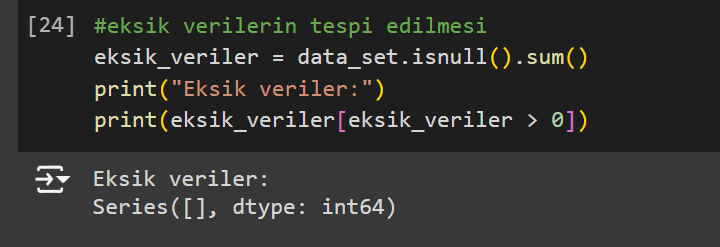 [24] #eksik verilerin tespi edilmesi
eksik_veriler = data_set.isnull().sum()
print("Eksik veriler:")
print(eksik_veriler[eksik_veriler > 0])
Eksik veriler:
Series([], dtype: int64)